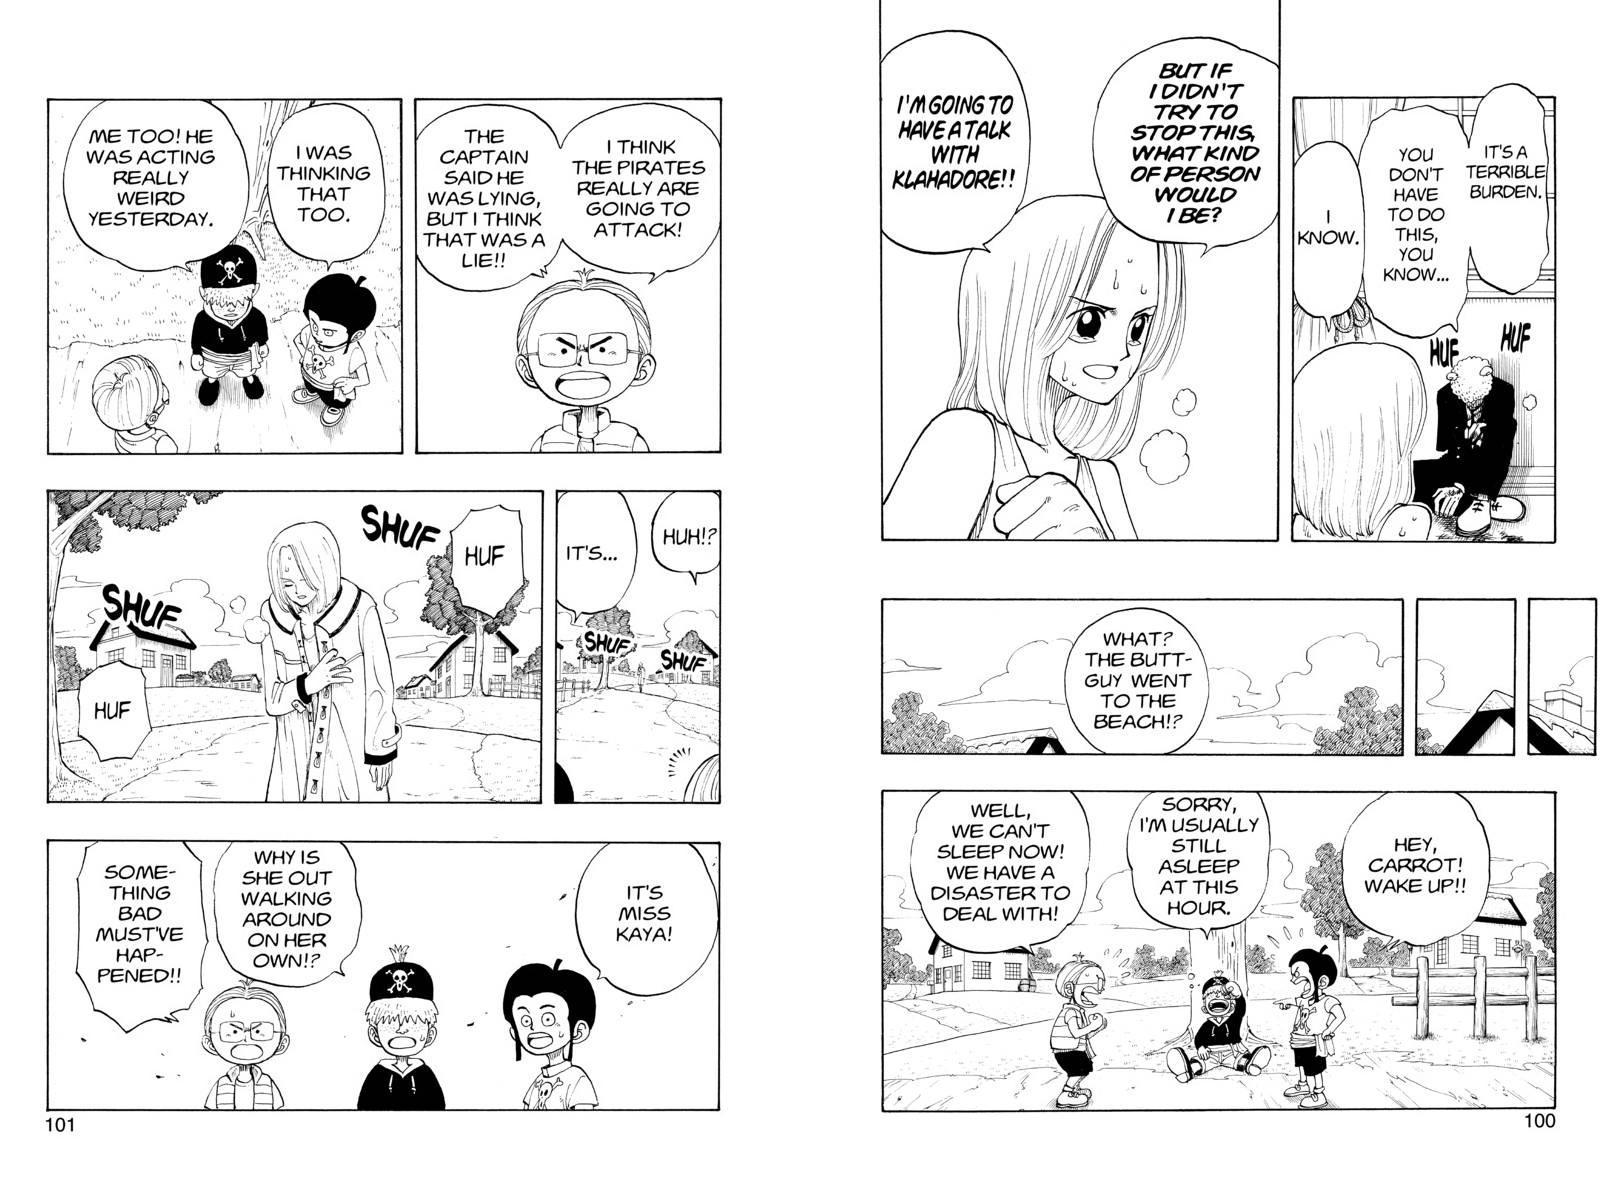 IT'S A
TERRIBLE
BURDEN.
YOU
DON'T
HAVE
TO DO
THIS,
YOU
KNOW...
I
KNOW.
HUF
HUF
BUT IF
I DIDN'T
TRY TO
STOP THIS,
WHAT KIND
OF PERSON
WOULD
I BE?
I'M GOING TO
HAVE A TALK
WITH
KLAHADORE!!
WHAT?
THE BUTT-
GUY WENT
TO THE
BEACH!?
HEY,
CARROT!
WAKE UP!!
SORRY,
I'M USUALLY
STILL
ASLEEP
AT THIS
HOUR.
WELL,
WE CAN'T
SLEEP NOW!
WE HAVE A
DISASTER TO
DEAL WITH!
100
I THINK
THE PIRATES
REALLY ARE
GOING TO
ATTACK!
THE
CAPTAIN
SAID HE
WAS LYING,
BUT I THINK
THAT WAS A
LIE!!
I WAS
THINKING
THAT
TOO.
ME TOO! HE
WAS ACTING
REALLY
WEIRD
YESTERDAY.
HUH!?
IT'S...
SHUF
SHUF
HUF
SHUF
SHUF
HUF
IT'S
MISS
KAYA!
WHY IS
SHE OUT
WALKING
AROUND
ON HER
OWN!?
SOME-
THING
BAD
MUST'VE
HAP-
PENED!!
101